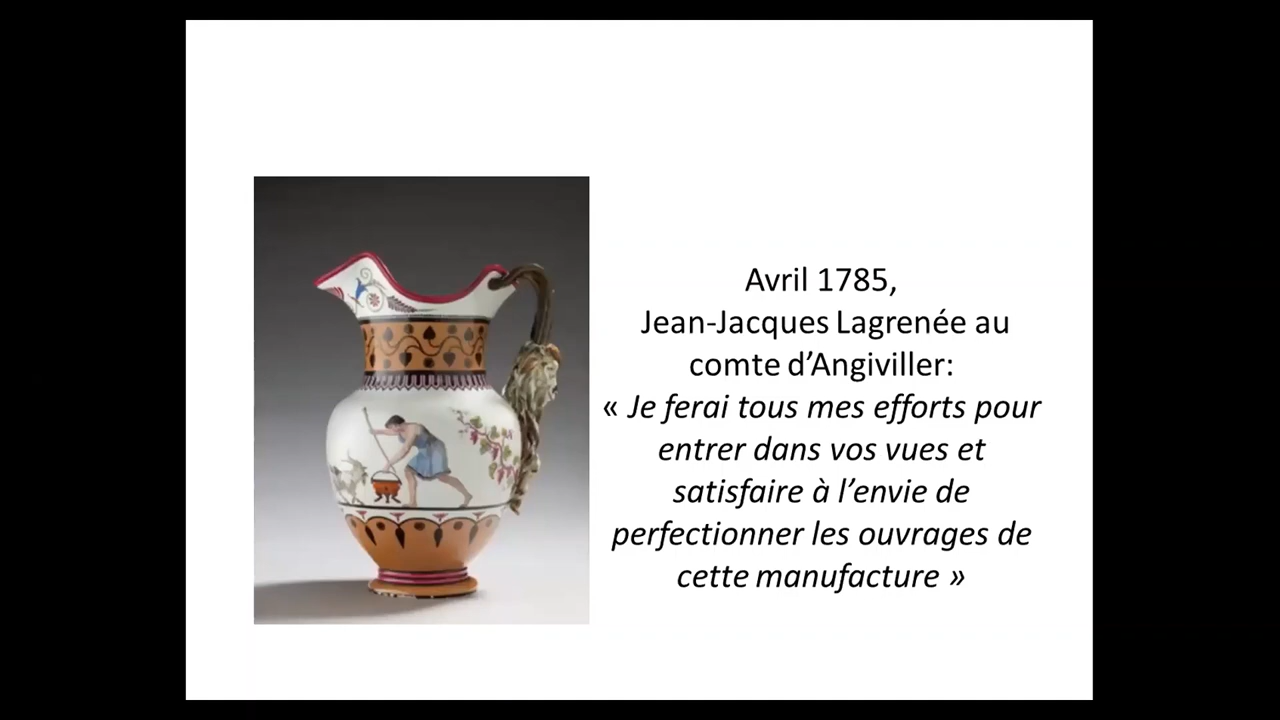 Avril 1785,
Jean-Jacques Lagrenée au
comte d’Angiviller:
« Je ferai tous mes efforts pour
entrer dans vos vues et
satisfaire à l’envie de
perfectionner les ouvrages de
cette manufacture »